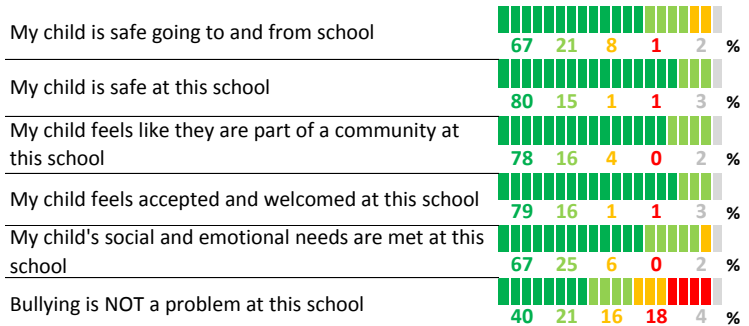 My child is safe going to and from school
67 21 8 1 2 %
My child is safe at this school
80 15 1 1 3 %
My child feels like they are part of a community at
this school
78 16 4 0 2 %
My child feels accepted and welcomed at this school
79 16 1 1 3 %
My child's social and emotional needs are met at this
school
67 25 6 0 2 %
Bullying is NOT a problem at this school
40 21 16 18 4 %